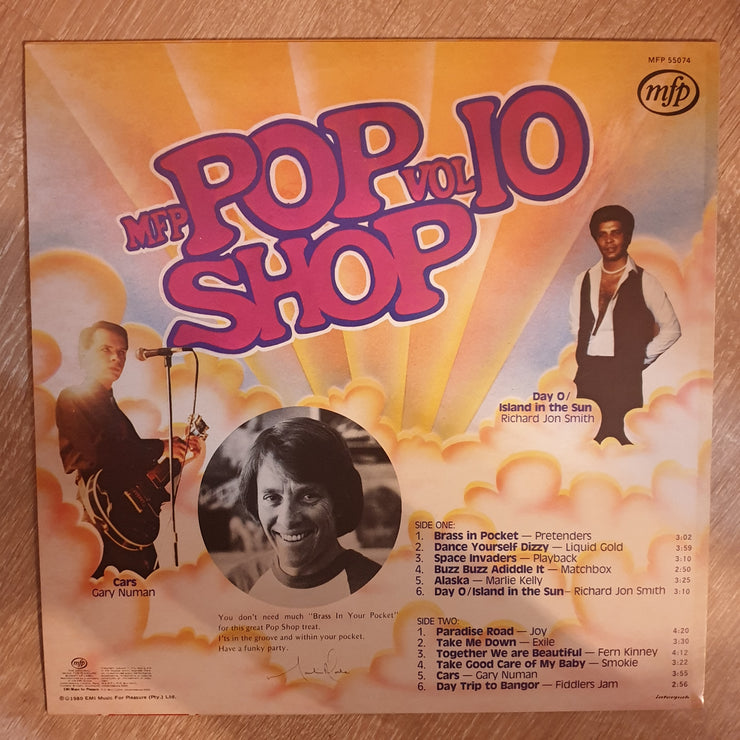 MFP 55074
mfp
MFP POP VOL 10
SHOP
Day O/
Island in the Sun
Richard Jon Smith
Cars
Gary Numan
You don't need much "Brass In Your Pocket"
for this great Pop Shop treat.
I'ts in the groove and within your pocket.
Have a funky party.
SIDE ONE:
1. Brass in Pocket — Pretenders 3:02
2. Dance Yourself Dizzy — Liquid Gold 3:59
3. Space Invaders — Playback 3:10
4. Buzz Buzz Adiddle It — Matchbox 2:50
5. Alaska — Marlie Kelly 3:25
6. Day O/Island in the Sun— Richard Jon Smith 3:10
SIDE TWO:
1. Paradise Road — Joy 4:20
2. Take Me Down — Exile 3:30
3. Together We are Beautiful — Fern Kinney 4:12
4. Take Good Care of My Baby — Smokie 3:22
5. Cars — Gary Numan 3:55
6. Day Trip to Bangor — Fiddlers Jam 2:56
mfp
©℗1980 EMI Music For Pleasure (Pty.) Ltd.
interpak